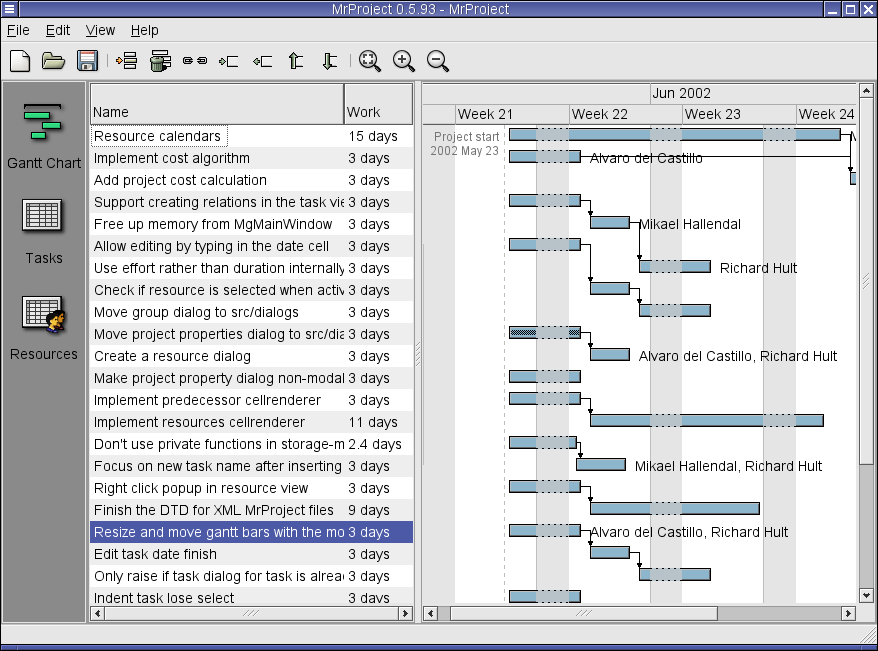 MrProject 0.5.93 - MrProject
File Edit View Help
Gantt Chart
Tasks
Resources
Name Work
Resource calendars 15 days
Implement cost algorithm 3 days
Add project cost calculation 3 days
Support creating relations in the task vie 3 days
Free up memory from MgMainWindow 3 days
Allow editing by typing in the date cell 3 days
Use effort rather than duration internally 3 days
Check if resource is selected when activ 3 days
Move group dialog to src/dialogs 3 days
Move project properties dialog to src/dia 3 days
Create a resource dialog 3 days
Make project property dialog non-modal 3 days
Implement predecessor cellrenderer 3 days
Implement resources cellrenderer 11 days
Don't use private functions in storage-m 2.4 days
Focus on new task name after inserting 3 days
Right click popup in resource view 3 days
Finish the DTD for XML MrProject files 9 days
Resize and move gantt bars with the mo 3 days
Edit task date finish 3 days
Only raise if task dialog for task is alrea 3 days
Indent task lose select 3 days
Jun 2002
Week 21 Week 22 Week 23 Week 24
Project start
2002 May 23
Alvaro del Castillo
Mikael Hallendal
Richard Hult
Alvaro del Castillo, Richard Hult
Mikael Hallendal, Richard Hult
Alvaro del Castillo, Richard Hult